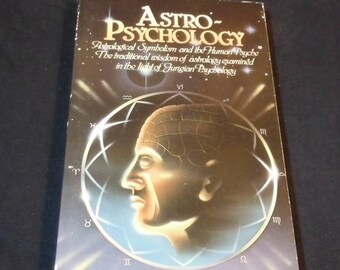 ASTRO-
PSYCHOLOGY
Astrological Symbolism and the Human Psyche
The traditional wisdom of astrology examined
in the light of Jungian Psychology